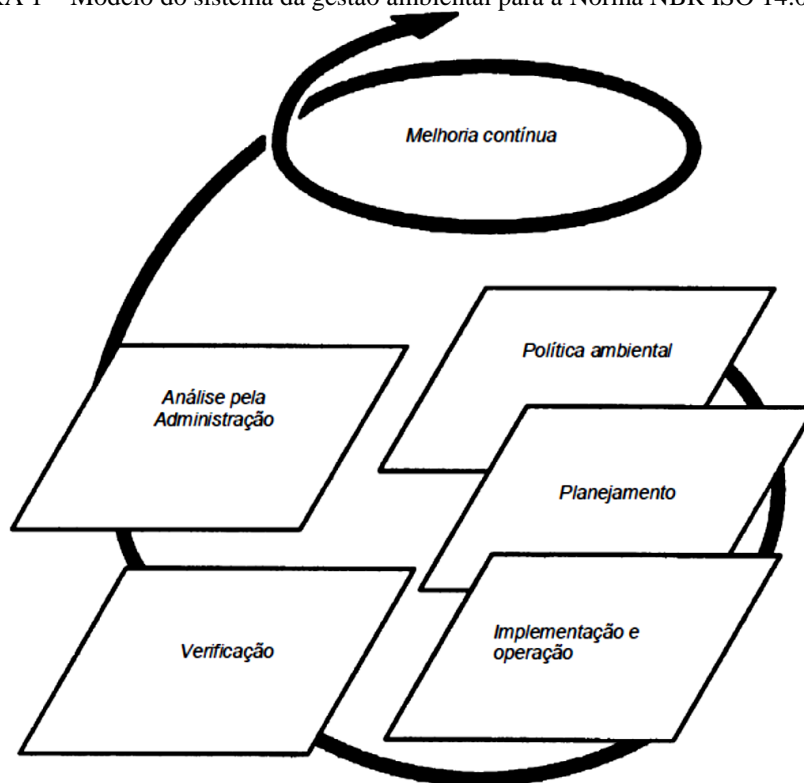 Modelo do sistema da gestão ambiental para a Norma NBR ISO
Melhoria contínua
Política ambiental
Análise pela
Administração
Planejamento
Implementação e
operação
Verificação